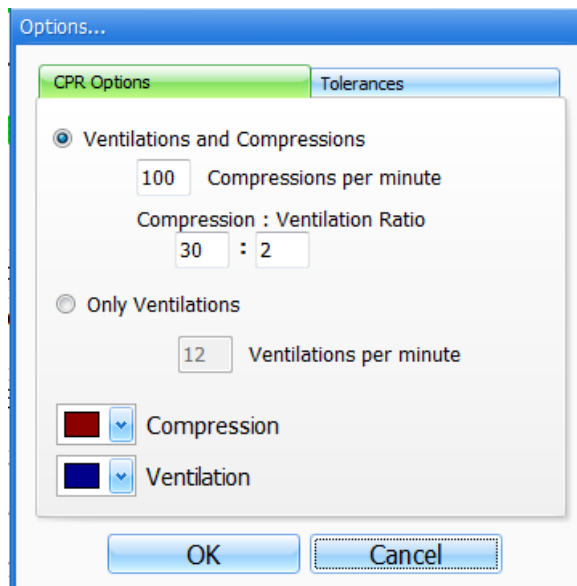 Options...
CPR Options Tolerances
Ventilations and Compressions
100 Compressions per minute
Compression : Ventilation Ratio
30 : 2
Only Ventilations
12 Ventilations per minute
Compression
Ventilation
OK Cancel